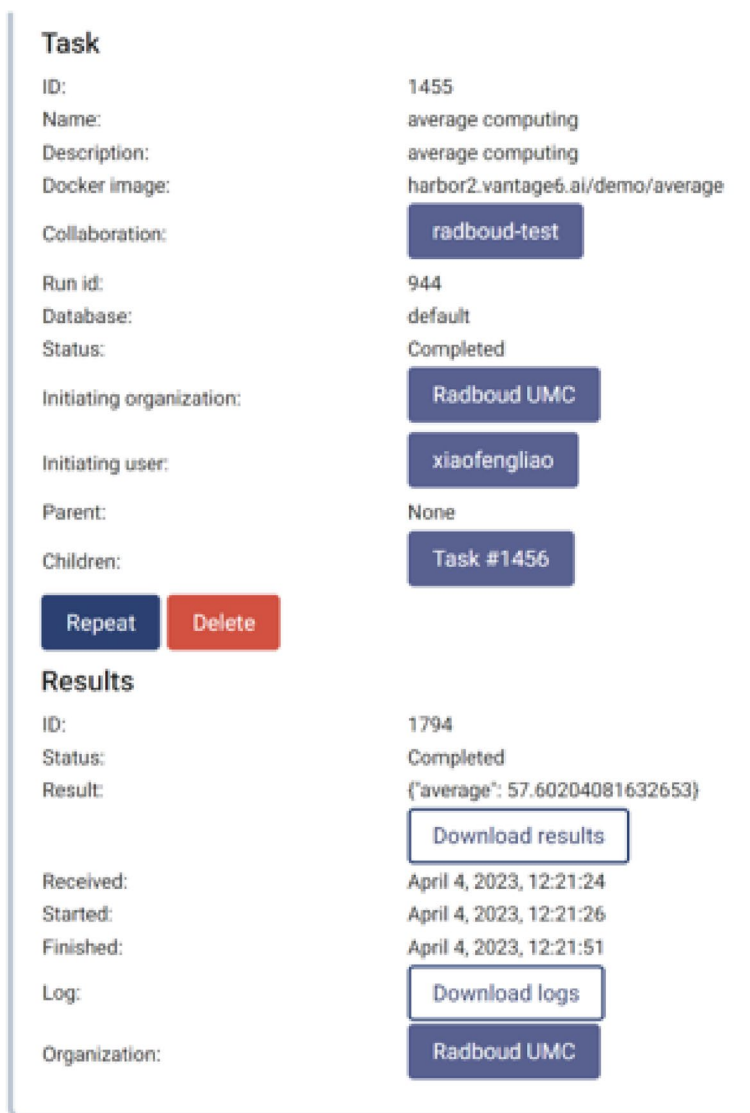 Task
ID: 1455
Name: average computing
Description: average computing
Docker image: harbor2.vantage6.ai/demo/average
Collaboration: radboud-test
Run id: 944
Database: default
Status: Completed
Initiating organization: Radboud UMC
Initiating user: xiaofengliao
Parent: None
Children: Task #1456
Repeat Delete
Results
ID: 1794
Status: Completed
Result: {"average": 57.60204081632653}
Download results
Received: April 4, 2023, 12:21:24
Started: April 4, 2023, 12:21:26
Finished: April 4, 2023, 12:21:51
Log: Download logs
Organization: Radboud UMC